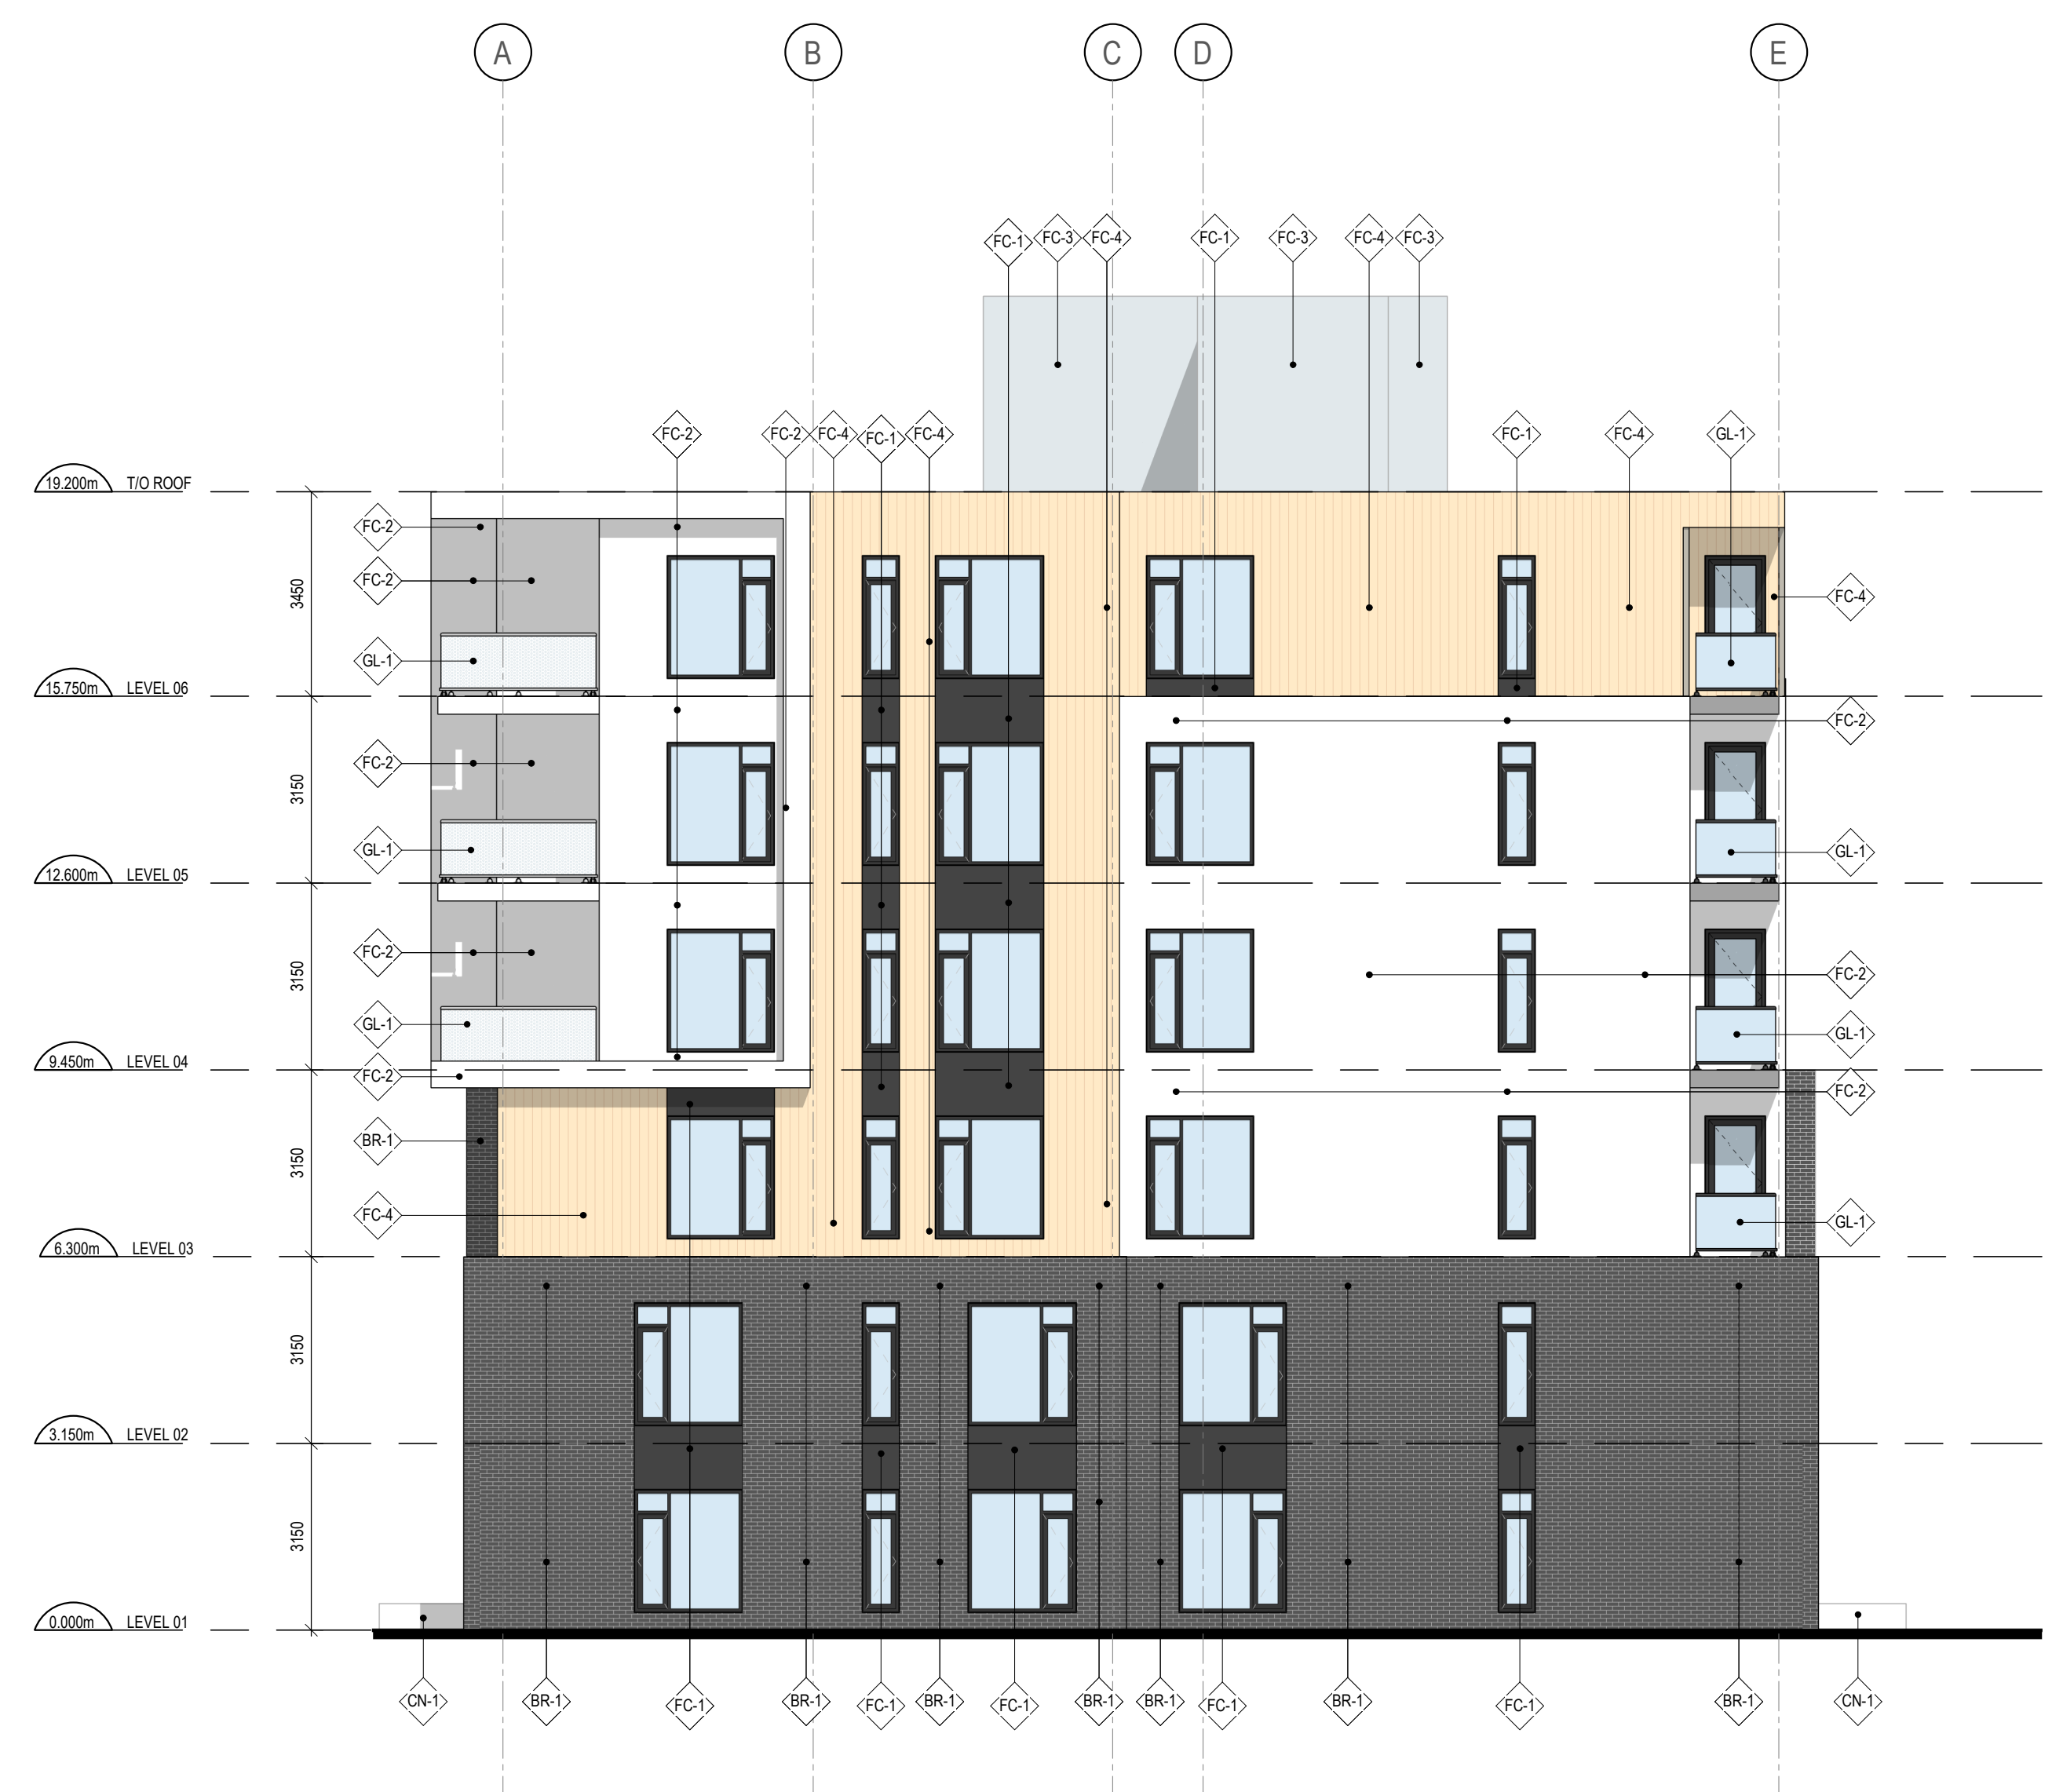 A B C D E
FC-1 FC-3 FC-4 FC-1 FC-3 FC-4 FC-3
FC-2 FC-2 FC-4 FC-1 FC-4 FC-1 FC-4 GL-1
19.200m T/O ROOF
FC-2
FC-2
3450
FC-4
GL-1
15.750m LEVEL 06
FC-2
FC-2
3150
GL-1
GL-1
12.600m LEVEL 05
FC-2
3150
FC-2
GL-1
GL-1
9.450m LEVEL 04
FC-2
FC-2
BR-1
3150
FC-4
GL-1
6.300m LEVEL 03
3150
3.150m LEVEL 02
3150
0.000m LEVEL 01
CN-1 BR-1 FC-1 BR-1 FC-1 BR-1 FC-1 BR-1 BR-1 FC-1 BR-1 FC-1 BR-1 CN-1